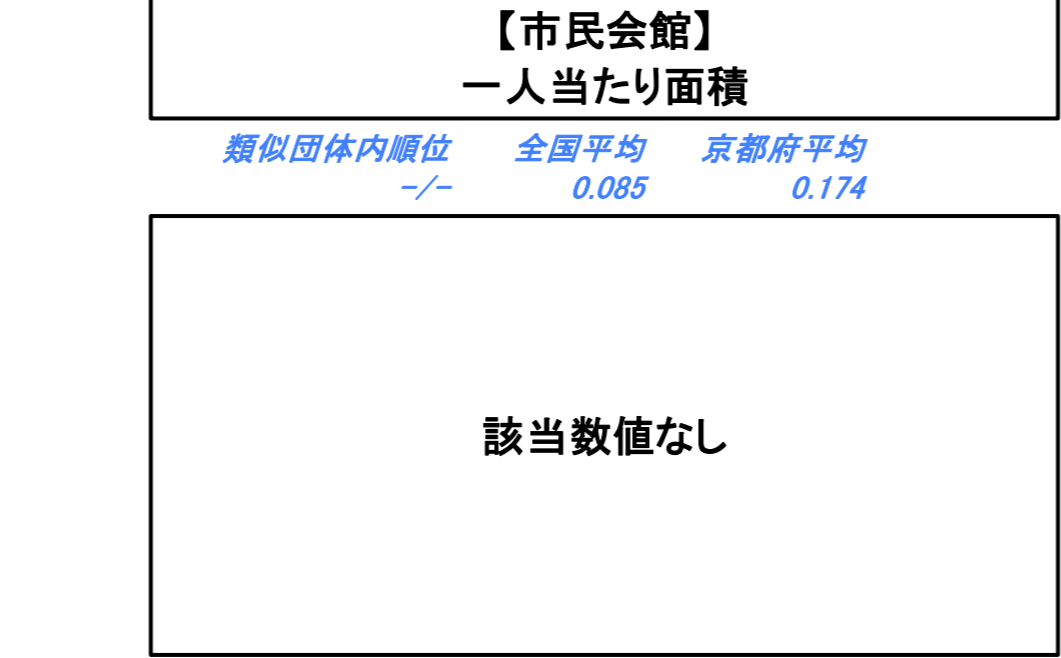 【市民会館】
一人当たり面積
類似団体内順位 全国平均 京都府平均
-/- 0.085 0.174
該当数値なし